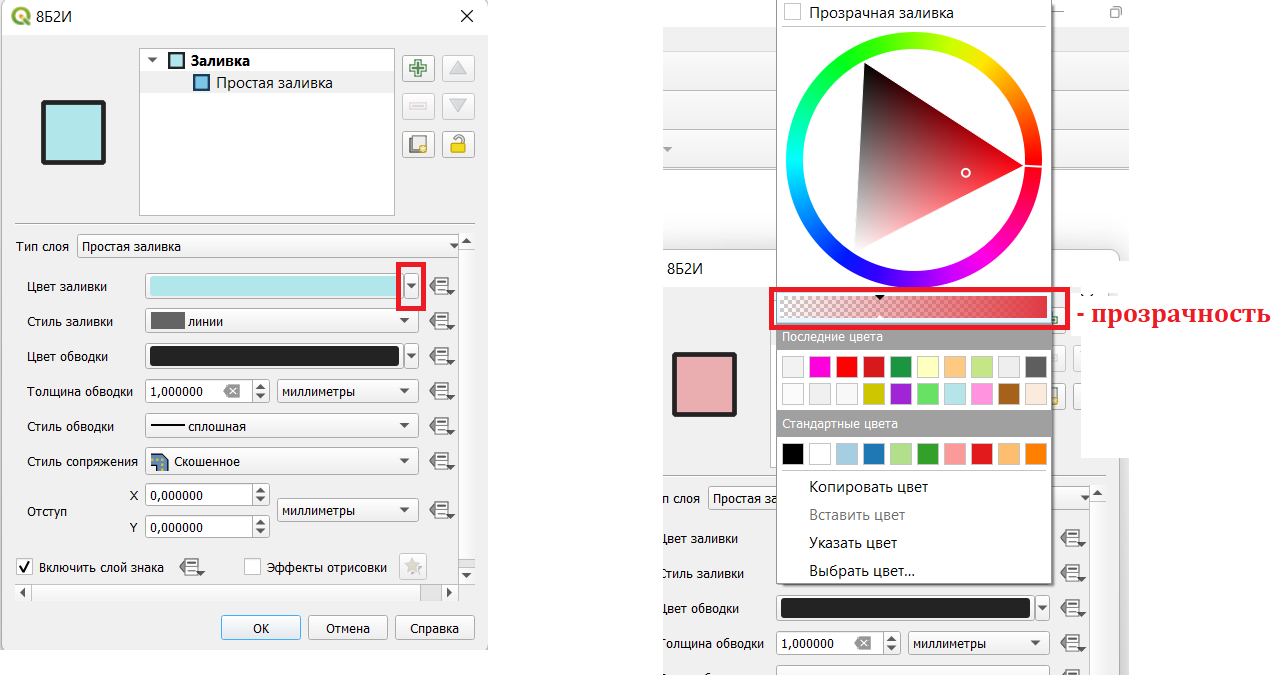 8Б2И
Заливка
Простая заливка
Тип слоя Простая заливка
Цвет заливки
Стиль заливки линии
Цвет обводки
Толщина обводки 1,000000 миллиметры
Стиль обводки сплошная
Стиль сопряжения Скошенное
Отступ X 0,000000 миллиметры
Y 0,000000
Включить слой знака Эффекты отрисовки
OK Отмена Справка
Прозрачная заливка
8Б2И
- прозрачность
Последние цвета
Стандартные цвета
Копировать цвет
Вставить цвет
Указать цвет
Выбрать цвет...
п слоя Простая за
Цвет заливки
Стиль заливки
Цвет обводки
Толщина обводки 1,000000 миллиметры